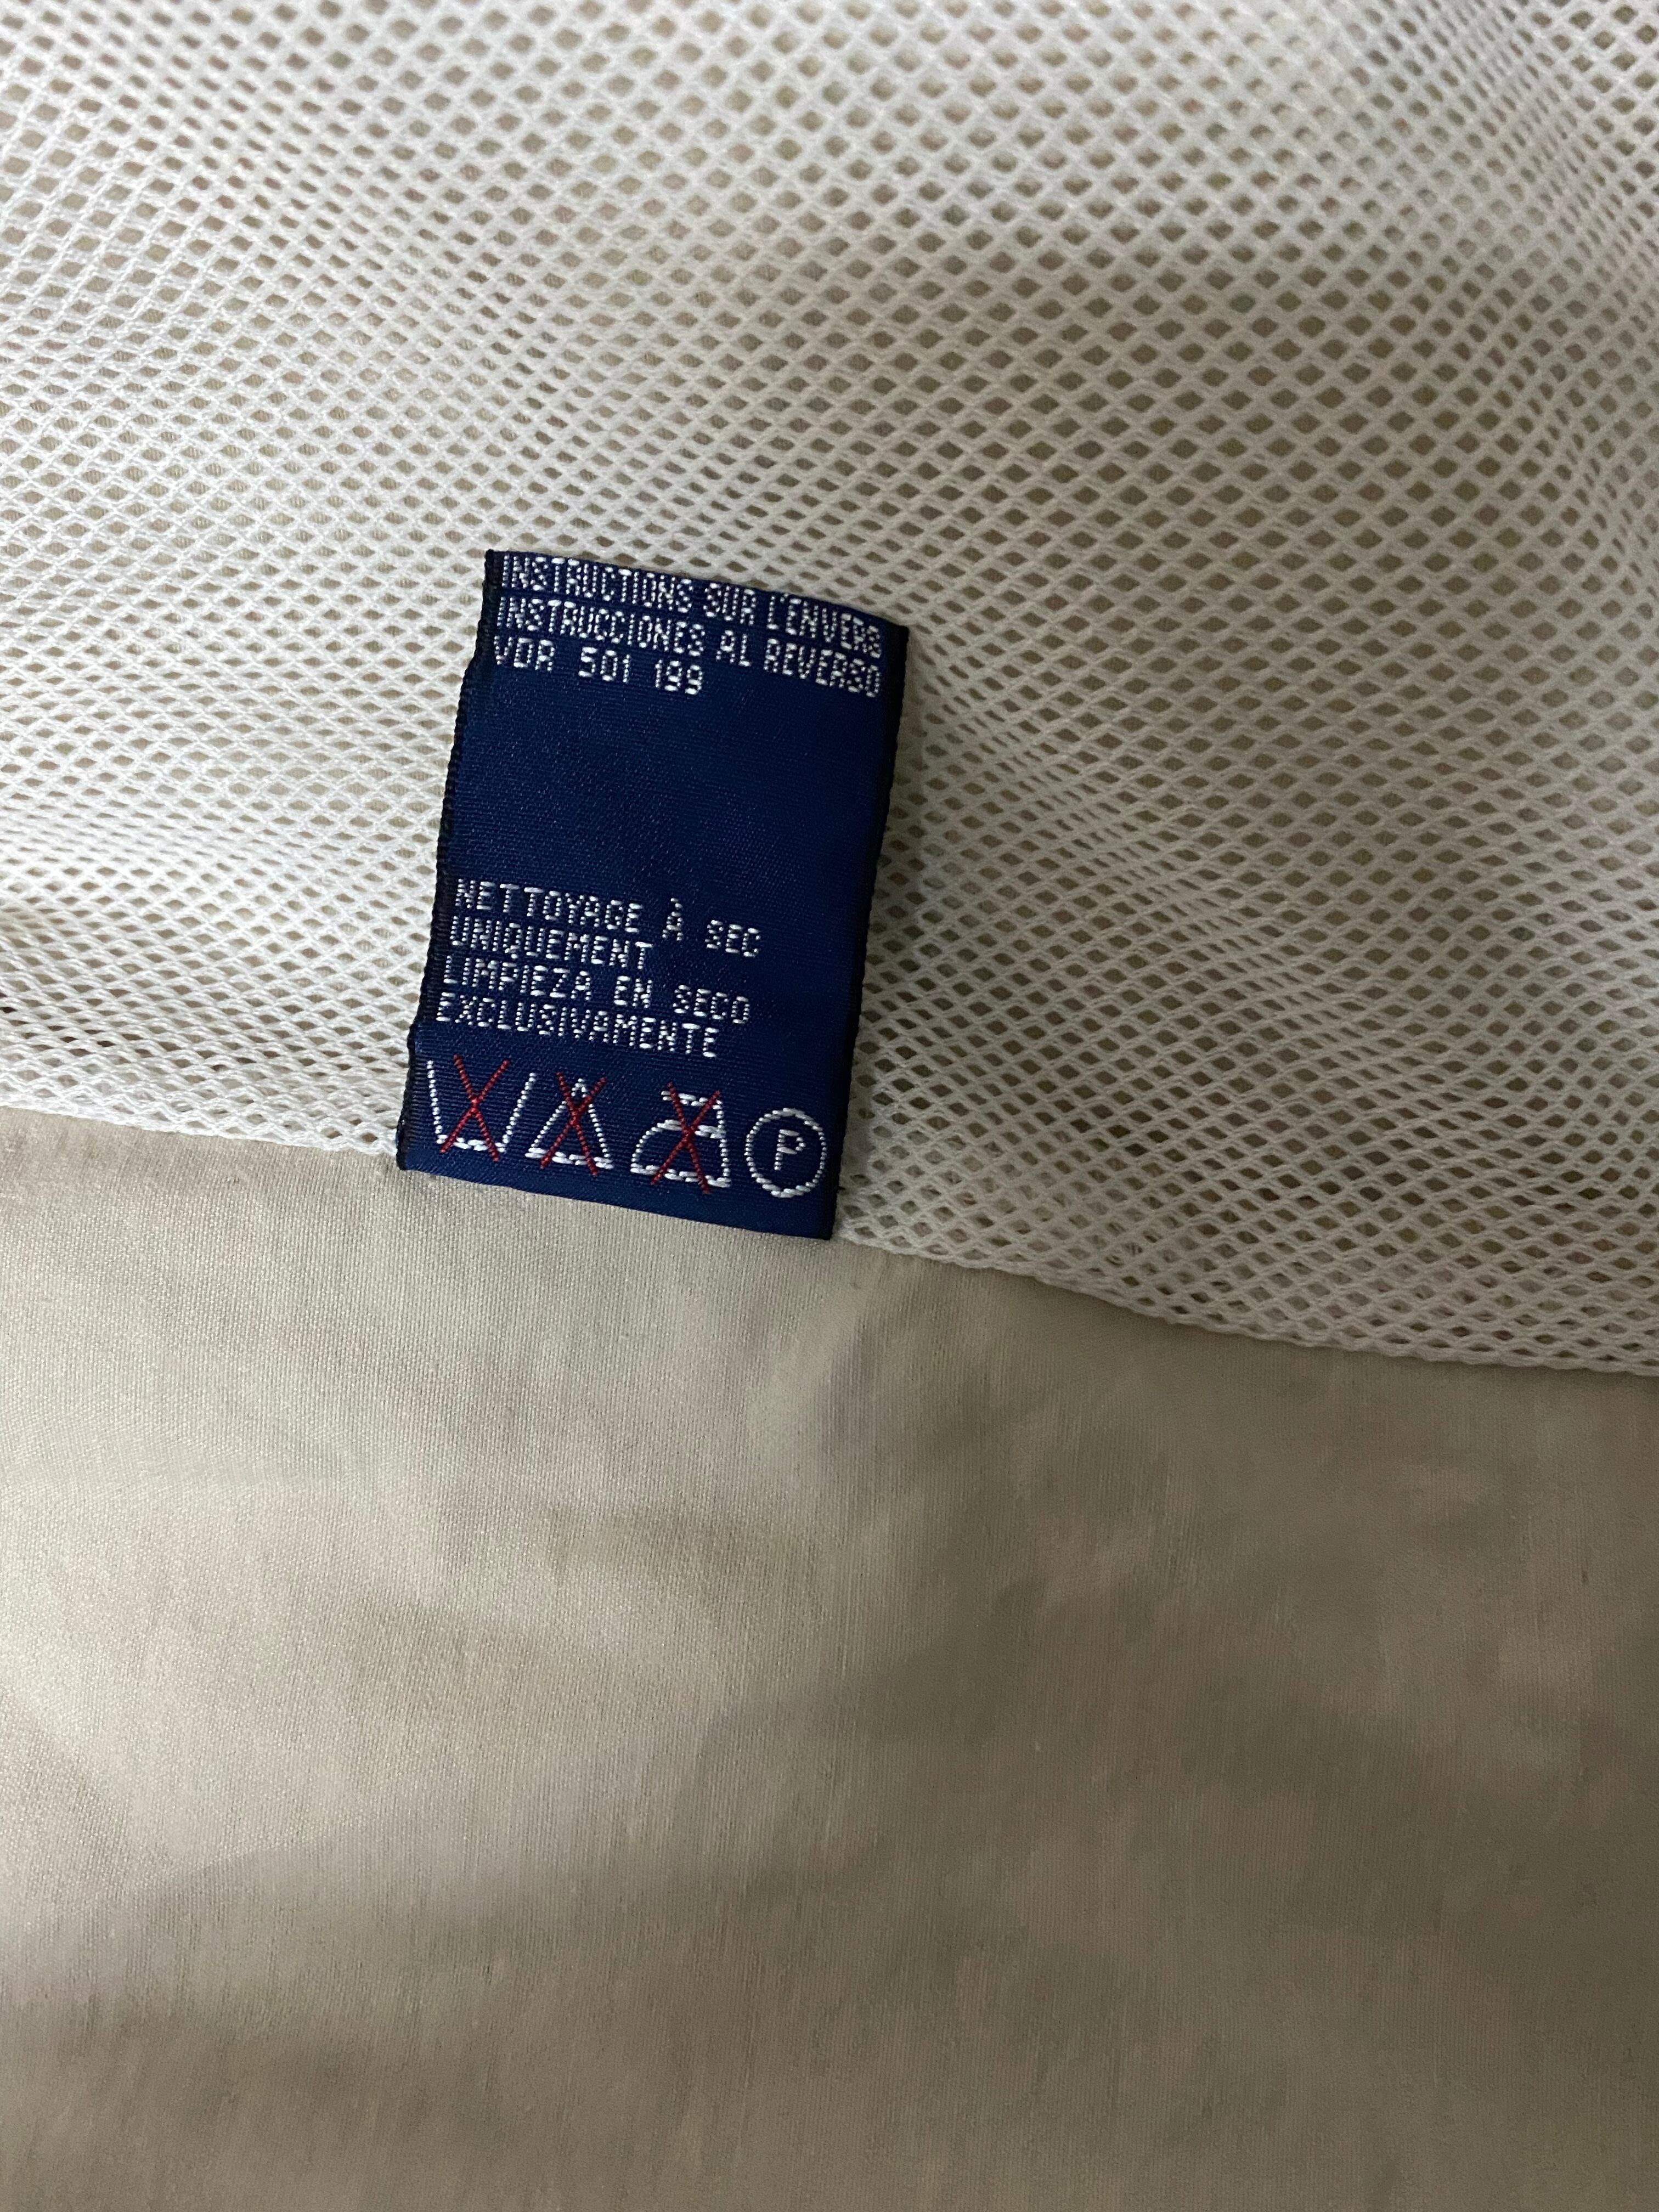 INSTRUCTIONS SUR L'ENVERS
INSTRUCCIONES AL REVERSO
VDR 501 199
NETTOYAGE À SEC
UNIQUEMENT
LIMPIEZA EN SECO
EXCLUSIVAMENTE
P